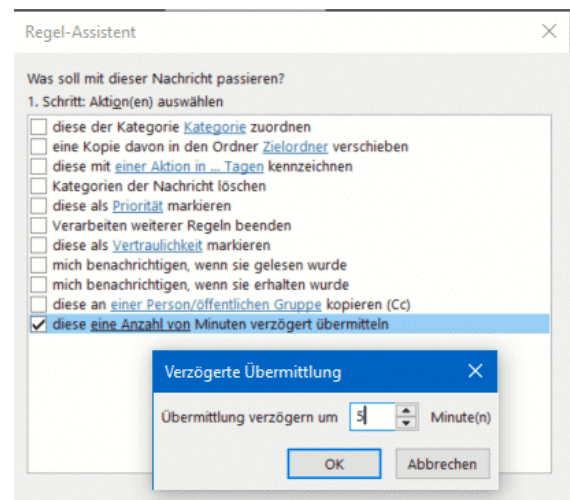 Regel-Assistent
Was soll mit dieser Nachricht passieren?
1. Schritt: Aktion(en) auswählen
diese der Kategorie Kategorie zuordnen
eine Kopie davon in den Ordner Zielordner verschieben
diese mit einer Aktion in ... Tagen kennzeichnen
Kategorien der Nachricht löschen
diese als Priorität markieren
Verarbeiten weiterer Regeln beenden
diese als Vertraulichkeit markieren
mich benachrichtigen, wenn sie gelesen wurde
mich benachrichtigen, wenn sie erhalten wurde
diese an einer Person/öffentlichen Gruppe kopieren (Cc)
diese eine Anzahl von Minuten verzögert übermitteln
Verzögerte Übermittlung
Übermittlung verzögern um 5 Minute(n)
OK Abbrechen